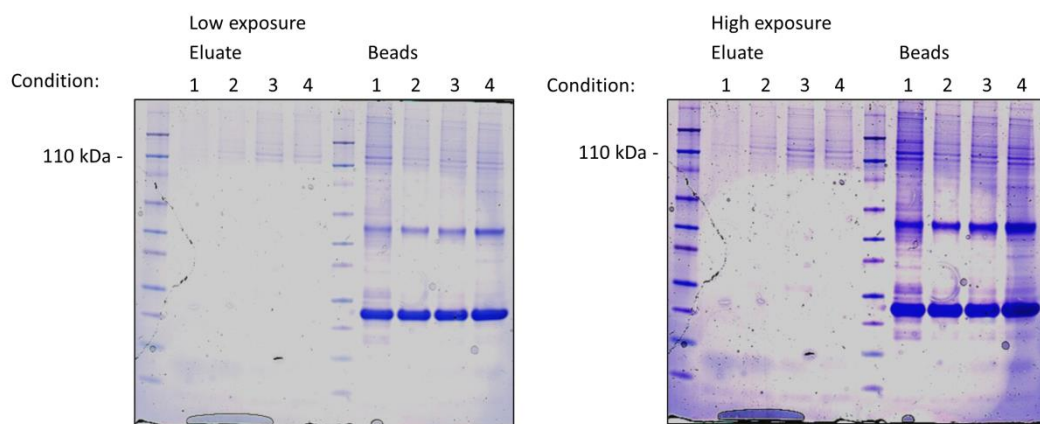 Low exposure
Eluate Beads
Condition: 1 2 3 4 1 2 3 4
110 kDa -
High exposure
Eluate Beads
Condition: 1 2 3 4 1 2 3 4
110 kDa -